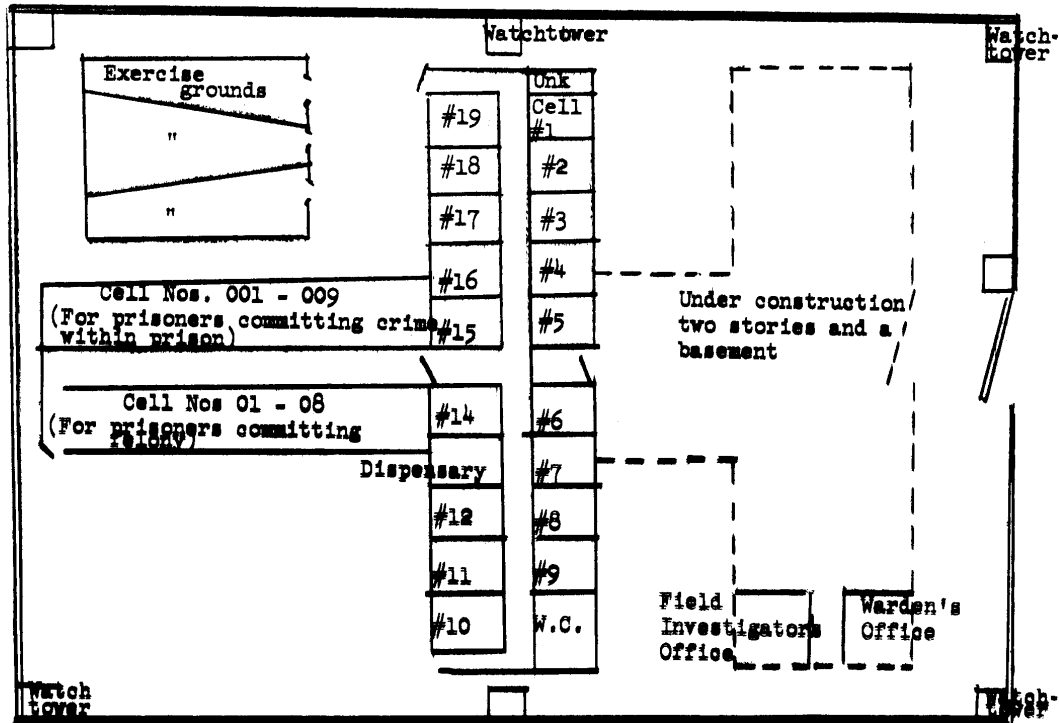 Watchtower
Watch-
tower
Exercise
grounds
"
"
Unk
Cell
#1
#2
#3
#4
#5
#19
#18
#17
#16
#15
Cell Nos. 001 - 009
(For prisoners committing crime
within prison)
Under construction
two stories and a
basement
Cell Nos 01 - 08
(For prisoners committing
felony)
#14
Dispensary
#12
#11
#10
#6
#7
#8
#9
W.C.
Field
Investigators
Office
Warden's
Office
Watch
tower
Watch-
tower